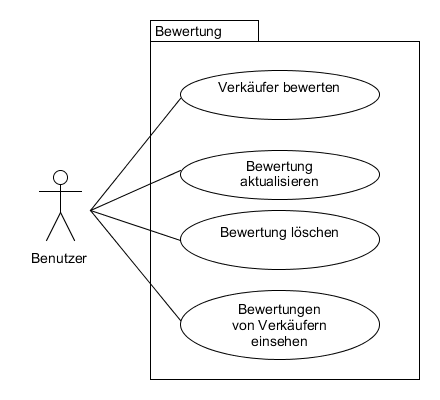 Bewertung
Verkäufer bewerten
Bewertung
aktualisieren
Bewertung löschen
Benutzer
Bewertungen
von Verkäufern
einsehen